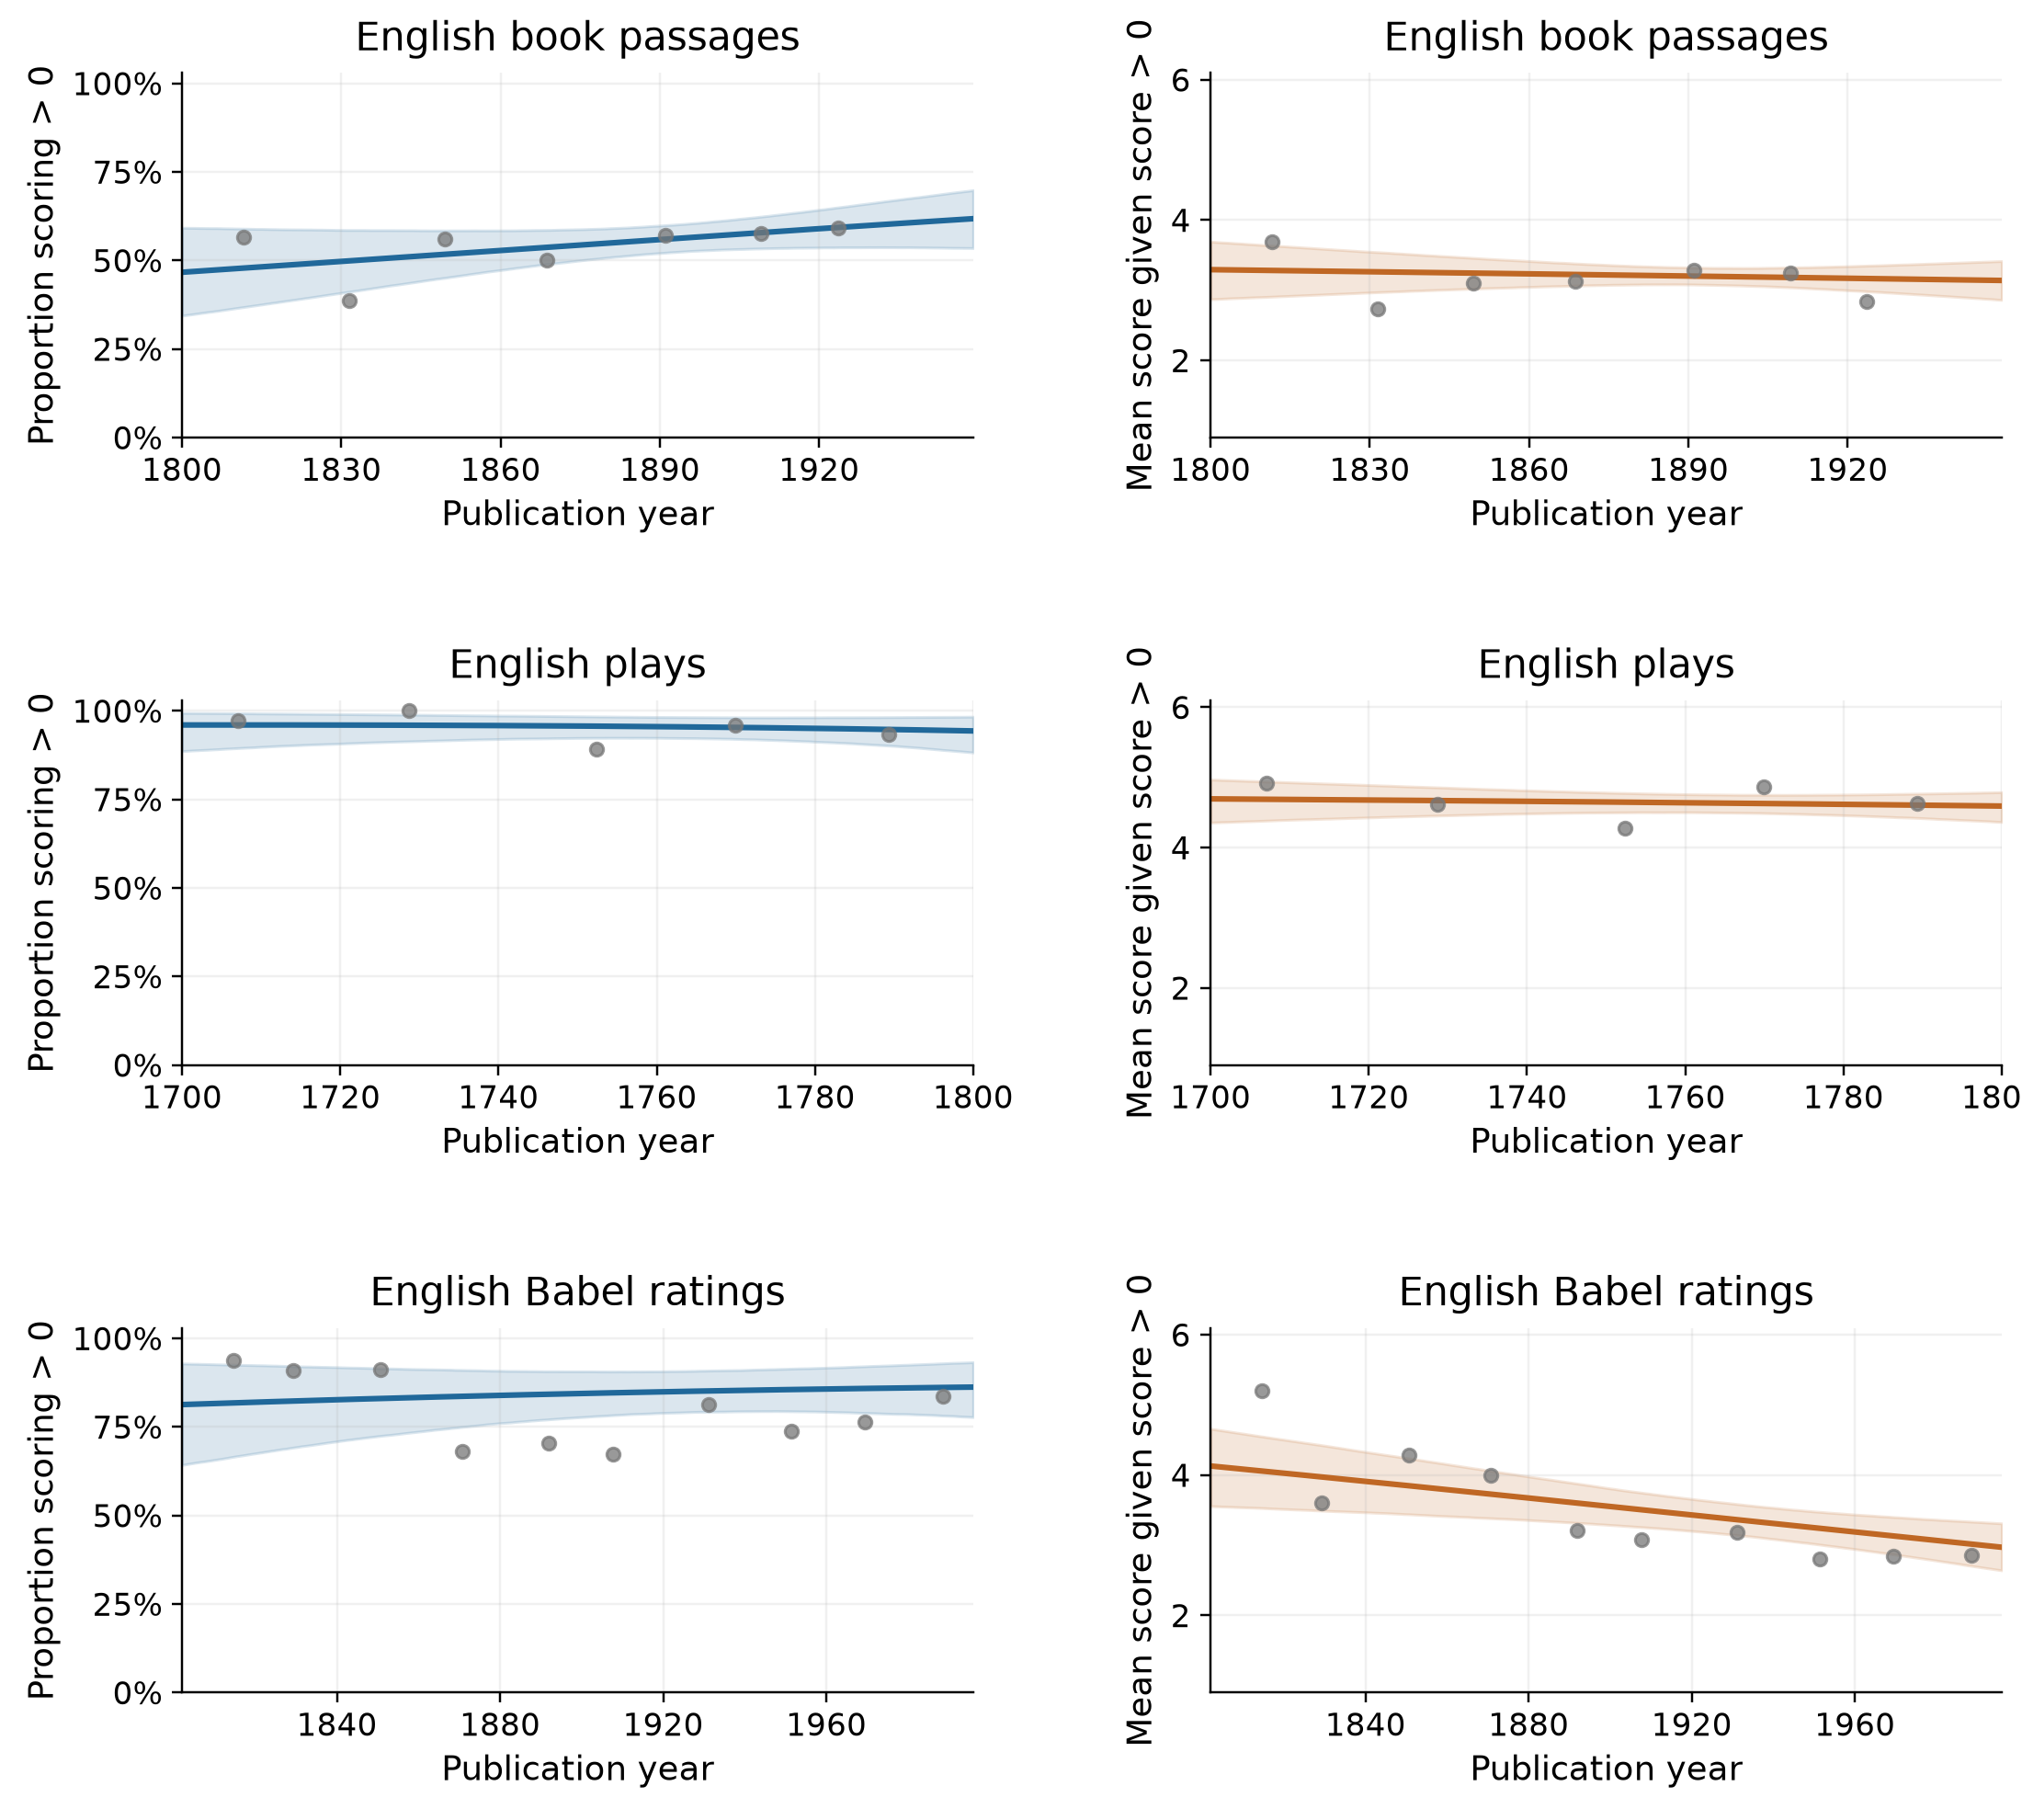 English book passages
Proportion scoring > 0
100%
75%
50%
25%
0%
1800 1830 1860 1890 1920
Publication year
English book passages
Mean score given score > 0
6
4
2
1800 1830 1860 1890 1920
Publication year
English plays
Proportion scoring > 0
100%
75%
50%
25%
0%
1700 1720 1740 1760 1780 1800
Publication year
English plays
Mean score given score > 0
6
4
2
1700 1720 1740 1760 1780 180
Publication year
English Babel ratings
Proportion scoring > 0
100%
75%
50%
25%
0%
1840 1880 1920 1960
Publication year
English Babel ratings
Mean score given score > 0
6
4
2
1840 1880 1920 1960
Publication year